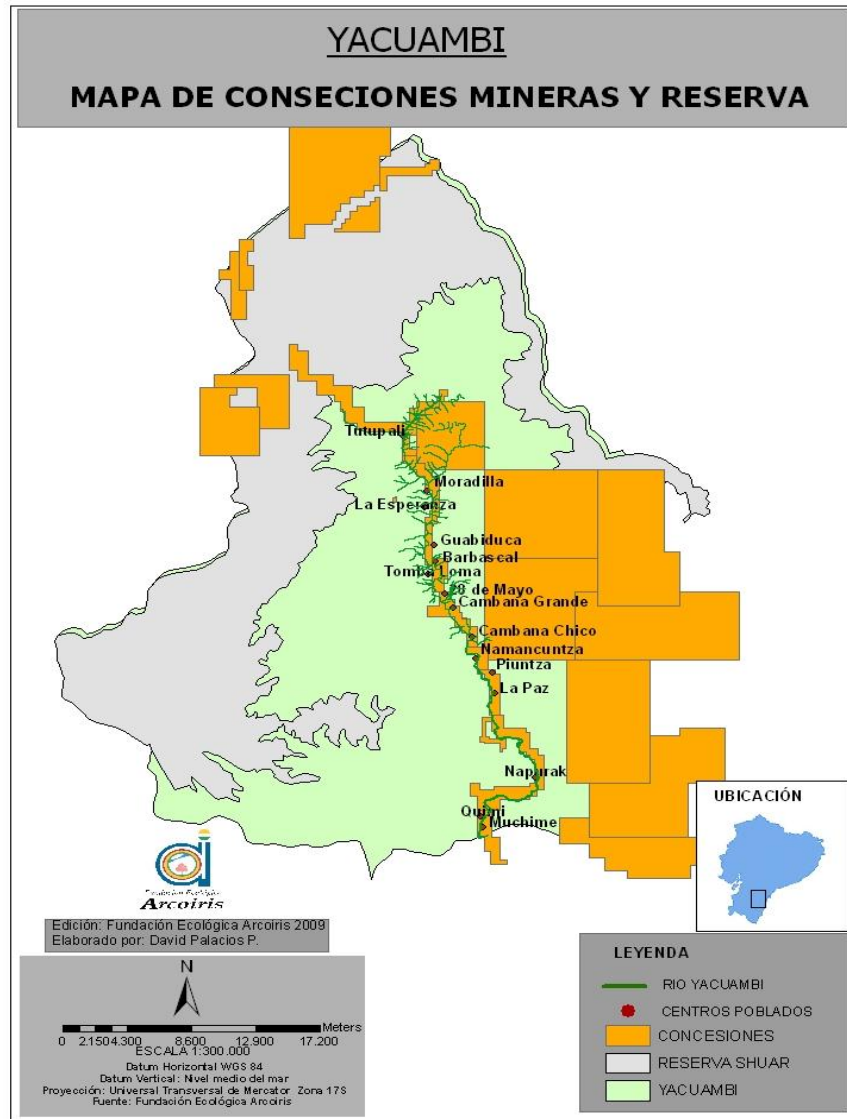 YACUAMBI
MAPA DE CONSECIONES MINERAS Y RESERVA
Tutupali
Moradilla
La Esperanza
Guabiduca
Barbascal
Tomba Loma
28 de Mayo
Cambana Grande
Cambana Chico
Namancuntza
Piuntza
La Paz
Napurak
Quimi
Muchime
UBICACIÓN
Fundación Ecológica
Arcoiris
Edición: Fundación Ecológica Arcoiris 2009
Elaborado por: David Palacios P.
N
Meters
0 2.150 4.300 8.600 12.900 17.200
ESCALA 1:300.000
Datum Horizontal WGS 84
Datum Vertical: Nivel medio del mar
Proyección: Universal Transversal de Mercator Zona 17S
Fuente: Fundación Ecológica Arcoiris
LEYENDA
RIO YACUAMBI
CENTROS POBLADOS
CONCESIONES
RESERVA SHUAR
YACUAMBI